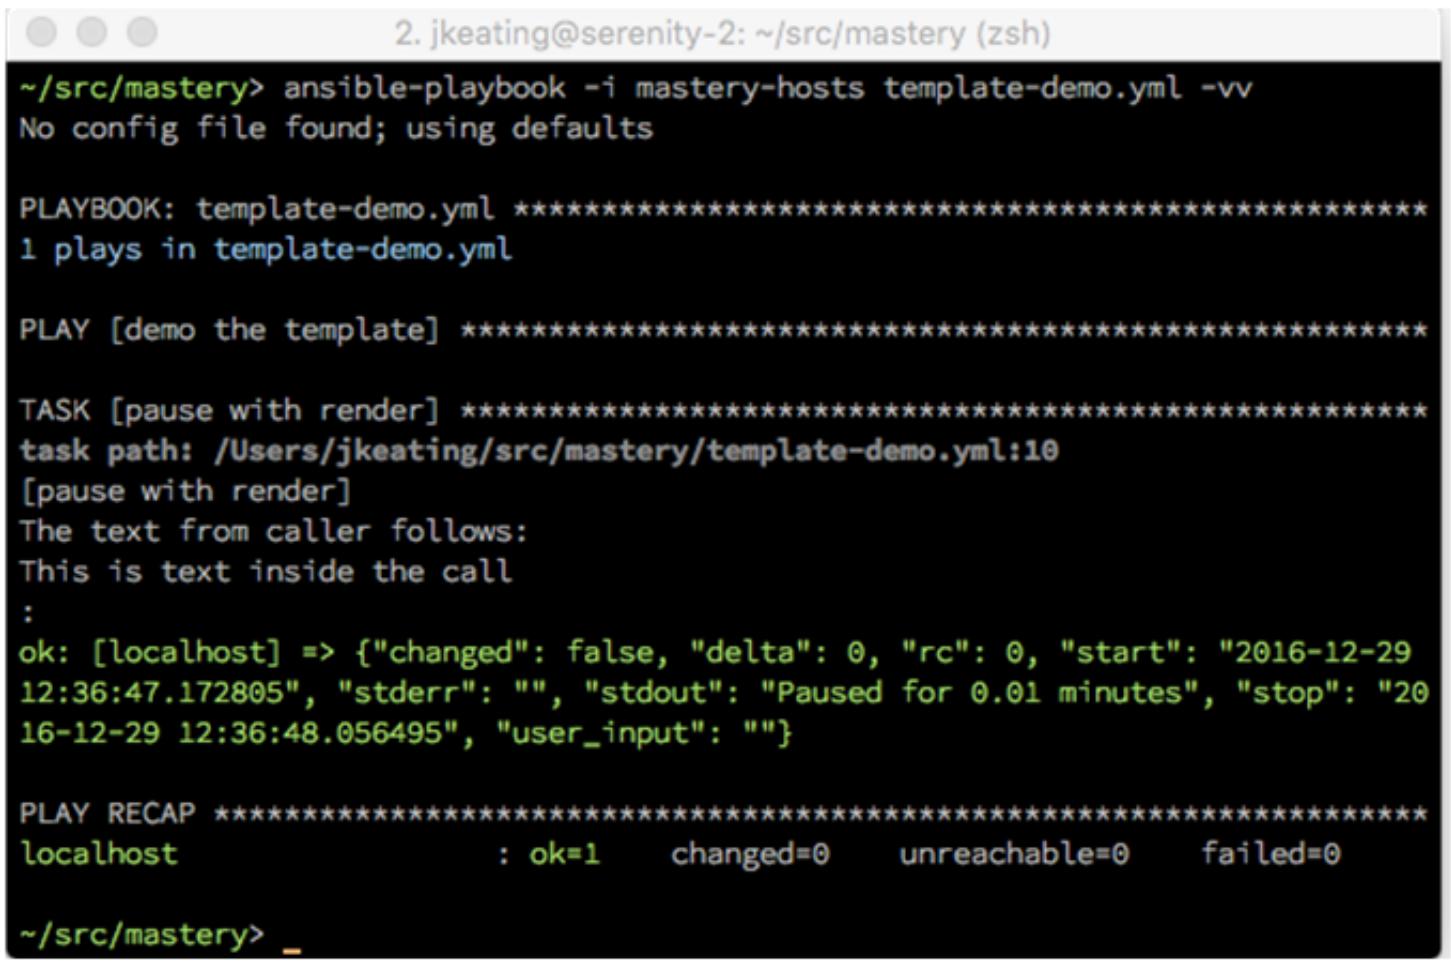 2. jkeating@serenity-2: ~/src/mastery (zsh)
~/src/mastery> ansible-playbook -i mastery-hosts template-demo.yml -vv
No config file found; using defaults
PLAYBOOK: template-demo.yml ****************************************************
1 plays in template-demo.yml
PLAY [demo the template] *******************************************************
TASK [pause with render] *******************************************************
task path: /Users/jkeating/src/mastery/template-demo.yml:10
[pause with render]
The text from caller follows:
This is text inside the call
:
ok: [localhost] => {"changed": false, "delta": 0, "rc": 0, "start": "2016-12-29
12:36:47.172805", "stderr": "", "stdout": "Paused for 0.01 minutes", "stop": "20
16-12-29 12:36:48.056495", "user_input": ""}
PLAY RECAP *********************************************************************
localhost                  : ok=1    changed=0    unreachable=0    failed=0
~/src/mastery> _